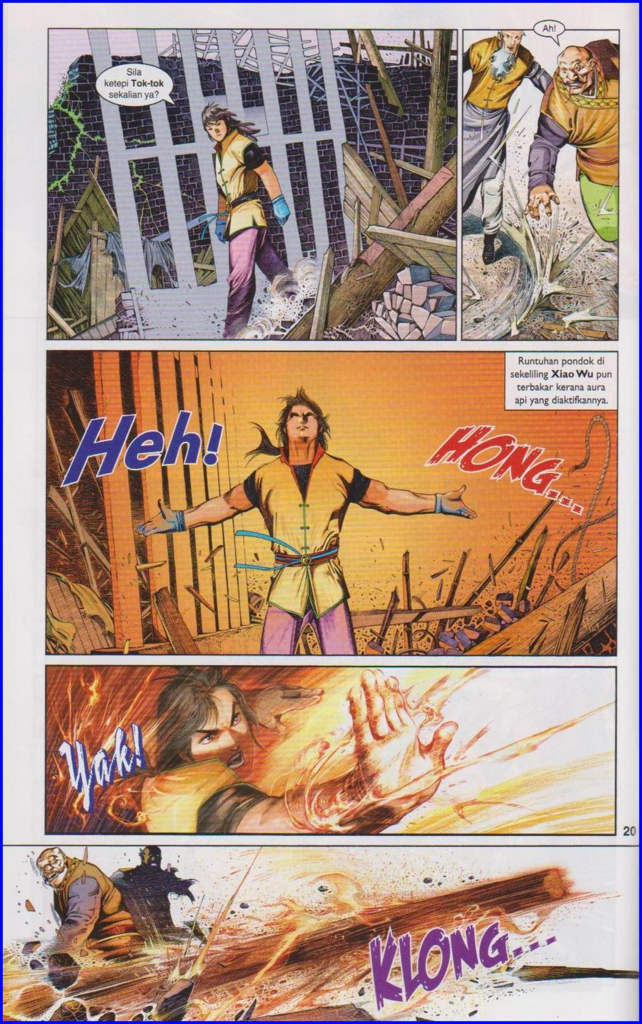 Sila
ketepi Tok-tok
sekalian ya?
Ah!
Runtuhan pondok di
sekeliling Xiao Wu pun
terbakar kerana aura
api yang diaktifkannya.
Heh!
HONG...
Yak!
20
KLONG...